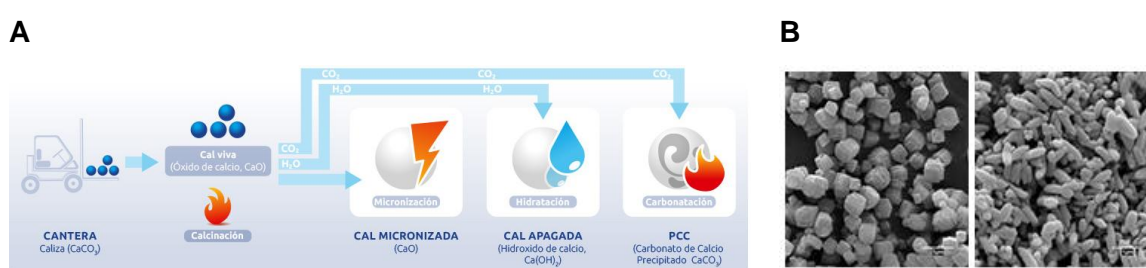 A
B
CO₂
CO₂
CO₂
H₂O
H₂O
CO₂
H₂O
Cal viva
(Óxido de calcio, CaO)
Calcinación
Micronización
Hidratación
Carbonatación
CANTERA
Caliza (CaCO₃)
CAL MICRONIZADA
(CaO)
CAL APAGADA
(Hidroxido de calcio,
Ca(OH)₂)
PCC
(Carbonato de Calcio
Precipitado CaCO₃)